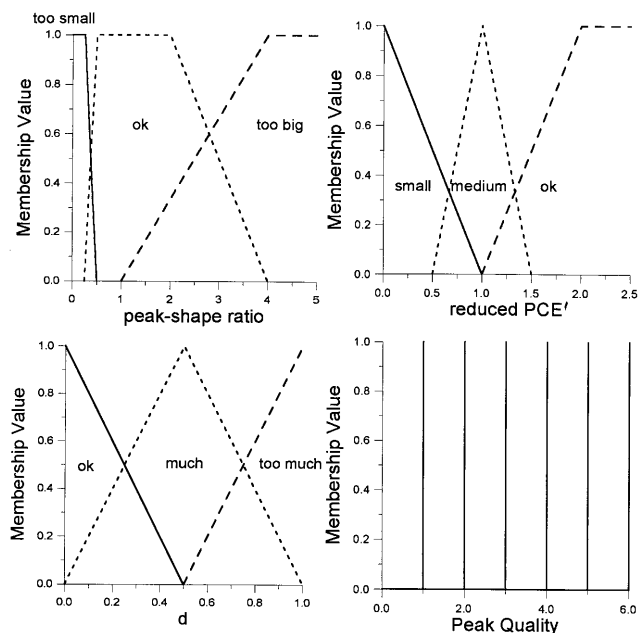 too small
Membership Value
1.0
0.8
0.6
0.4
0.2
0.0
ok
too big
0 1 2 3 4 5
peak-shape ratio
Membership Value
1.0
0.8
0.6
0.4
0.2
0.0
small medium ok
0.0 0.5 1.0 1.5 2.0 2.5
reduced PCE'
Membership Value
1.0
0.8
0.6
0.4
0.2
0.0
ok much too much
0.0 0.2 0.4 0.6 0.8 1.0
d
Membership Value
1.0
0.8
0.6
0.4
0.2
0.0
0.0 2.0 4.0 6.0
Peak Quality